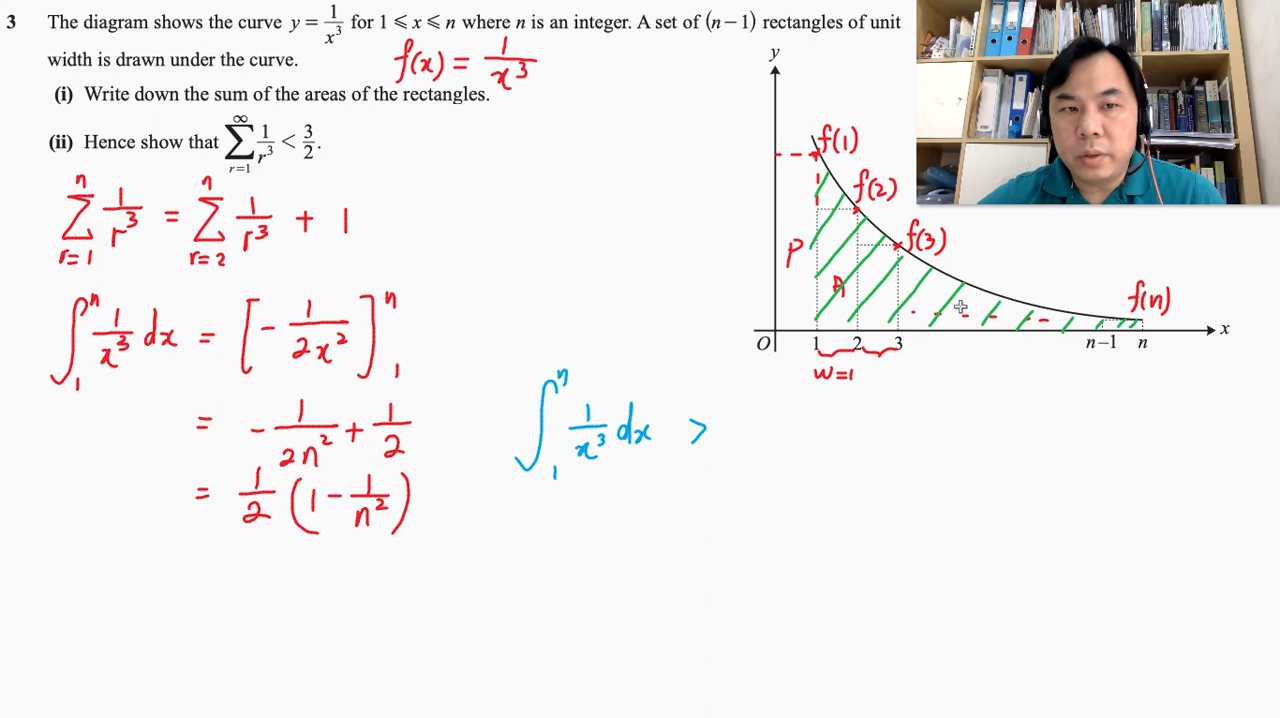 3 The diagram shows the curve y = 1/x³ for 1 ⩽ x ⩽ n where n is an integer. A set of (n−1) rectangles of unit
width is drawn under the curve.
f(x) = 1/x³
(i) Write down the sum of the areas of the rectangles.
(ii) Hence show that ∑_{r=1}^{∞} 1/r³ < 3/2.
∑_{r=1}^{n} 1/r³ = ∑_{r=2}^{n} 1/r³ + 1
∫_1^n 1/x³ dx = [− 1/2x²]_1^n
= − 1/2n² + 1/2
= 1/2 (1 − 1/n²)
∫_1^n 1/x³ dx >
y
f(1)
f(2)
f(3)
P
A
f(n)
O 1 2 3 n−1 n x
w=1